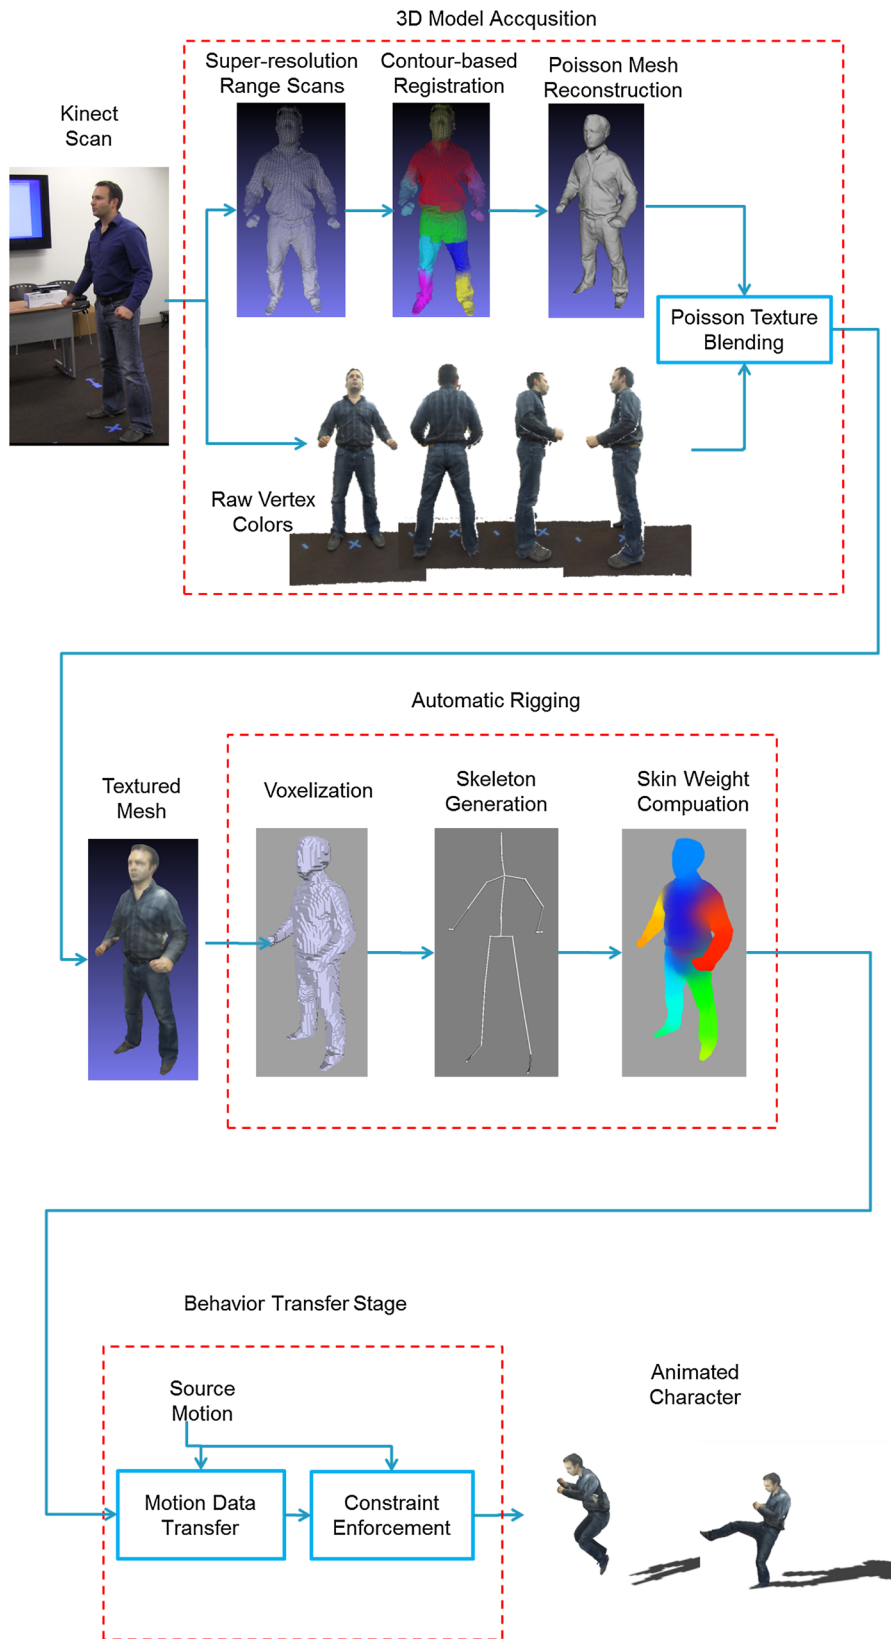 3D Model Accqusition
Super-resolution
Range Scans
Contour-based
Registration
Poisson Mesh
Reconstruction
Kinect
Scan
Poisson Texture
Blending
Raw Vertex
Colors
Automatic Rigging
Textured
Mesh
Voxelization
Skeleton
Generation
Skin Weight
Compuation
Behavior Transfer Stage
Source
Motion
Animated
Character
Motion Data
Transfer
Constraint
Enforcement